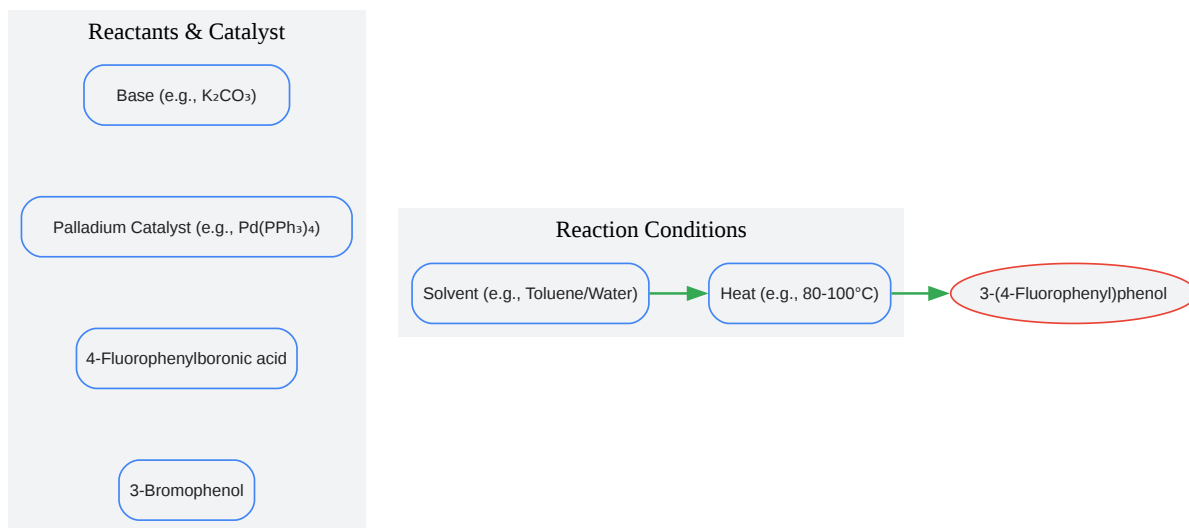 Reactants & Catalyst
Base (e.g., K₂CO₃)
Palladium Catalyst (e.g., Pd(PPh₃)₄)
4-Fluorophenylboronic acid
3-Bromophenol
Reaction Conditions
Solvent (e.g., Toluene/Water)
Heat (e.g., 80-100°C)
3-(4-Fluorophenyl)phenol